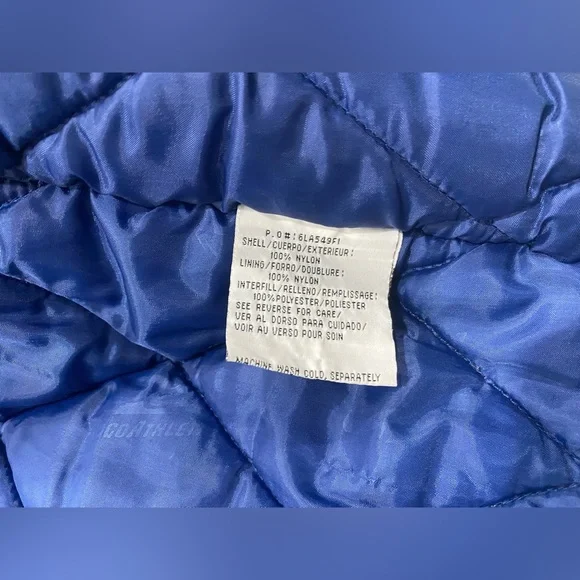 P.O#:6LA549F1
SHELL/CUERPO/EXTERIEUR:
100% NYLON
LINING/FORRO/DOUBLURE:
100% NYLON
INTERFILL/RELLENO/REMPLISSAGE:
100%POLYESTER/POLIESTER
SEE REVERSE FOR CARE/
VER AL DORSO PARA CUIDADO/
VOIR AU VERSO POUR SOIN
MACHINE WASH COLD, SEPARATELY